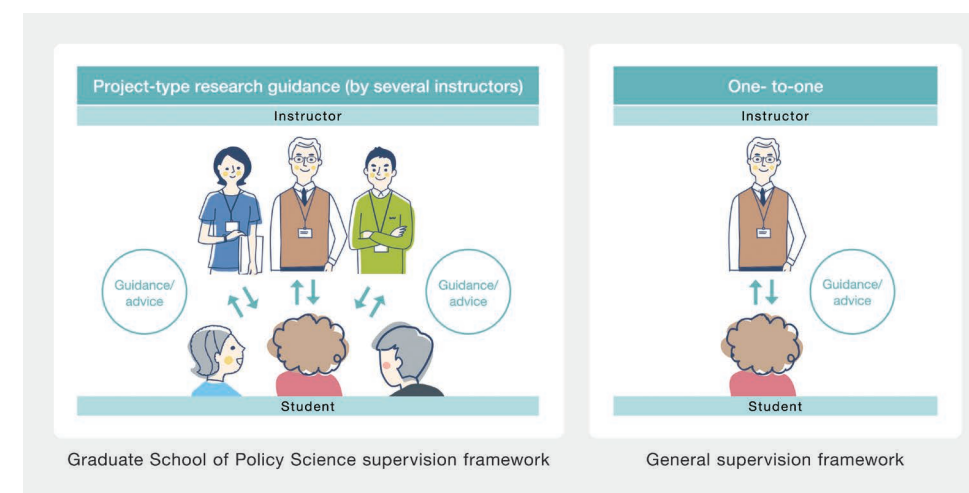 Project-type research guidance (by several instructors)
Instructor
Guidance/
advice
Guidance/
advice
Student
Graduate School of Policy Science supervision framework
One- to-one
Instructor
Guidance/
advice
Student
General supervision framework